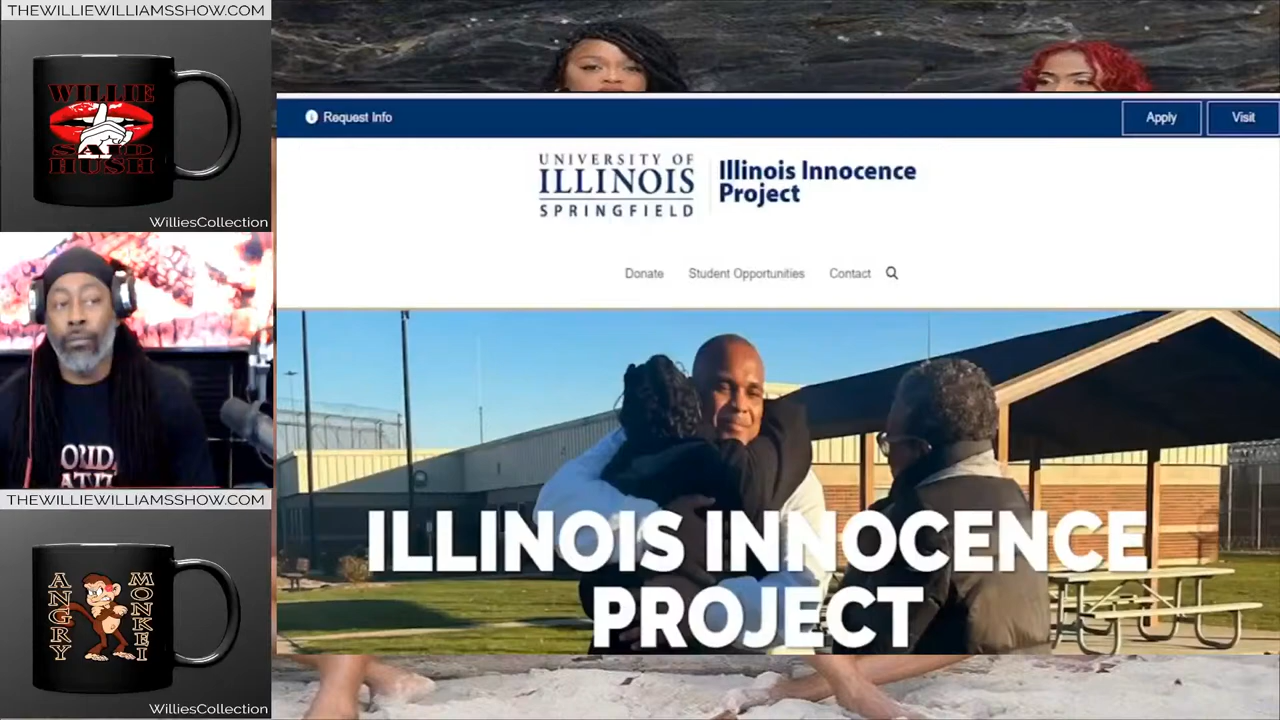 THEWILLIEWILLIAMSSHOW.COM
WILLIE
SAID
HUSH
WilliesCollection
THEWILLIEWILLIAMSSHOW.COM
ANGRY
MONKEI
WilliesCollection
Request Info
Apply
Visit
UNIVERSITY OF
ILLINOIS
SPRINGFIELD
Illinois Innocence
Project
Donate
Student Opportunities
Contact
ILLINOIS INNOCENCE
PROJECT